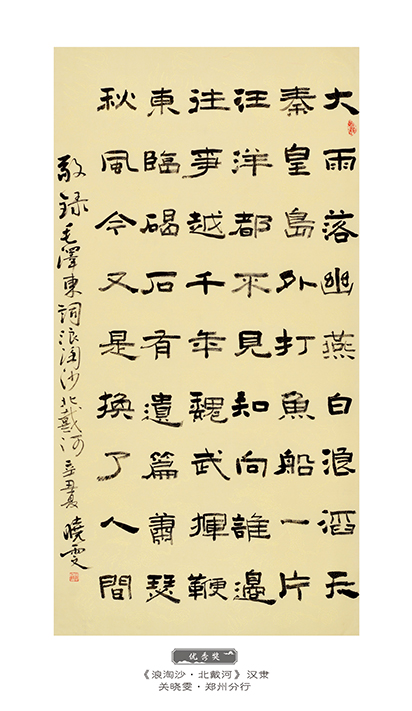 大雨落幽燕白浪滔天
秦皇島外打魚船一片
汪洋都不見知向誰邊
往事越千年魏武揮鞭
東臨碣石有遺篇蕭瑟
秋風今又是換了人間
敬録毛澤東詞浪淘沙北戴河辛丑夏曉雯
优秀奖
《浪淘沙·北戴河》汉隶
关晓雯·郑州分行